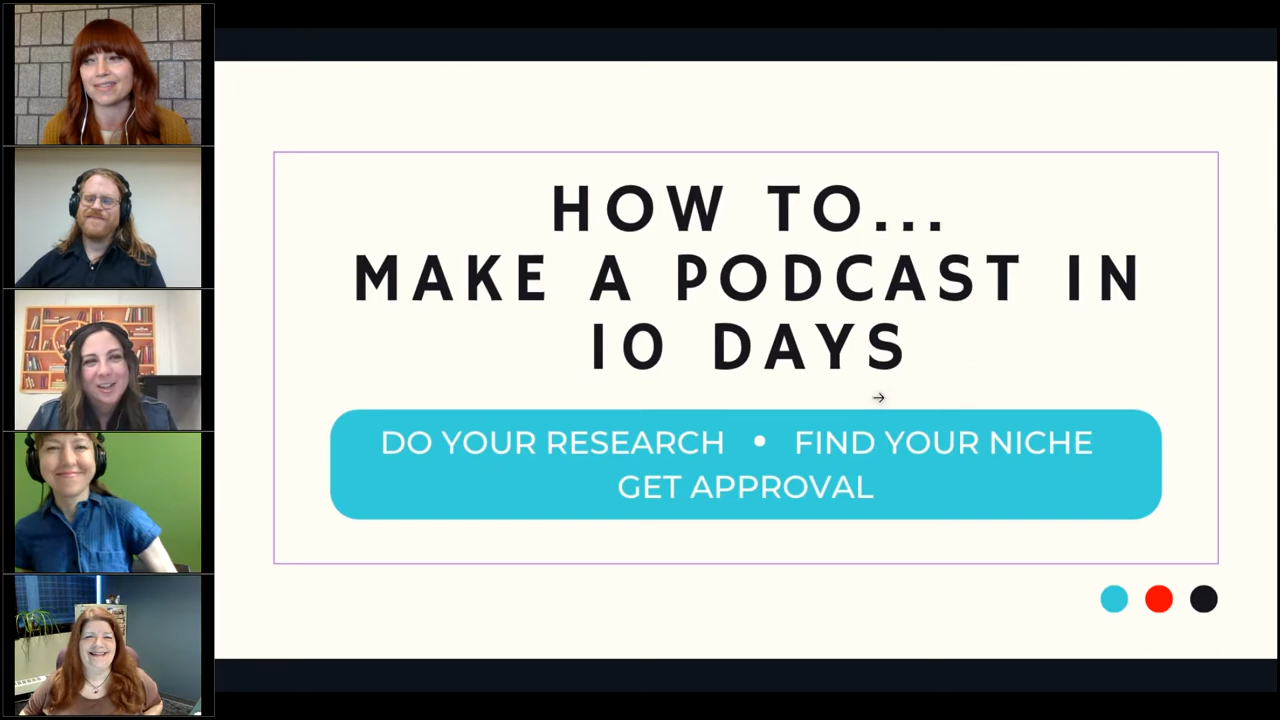 HOW TO...
MAKE A PODCAST IN
10 DAYS
DO YOUR RESEARCH • FIND YOUR NICHE
GET APPROVAL